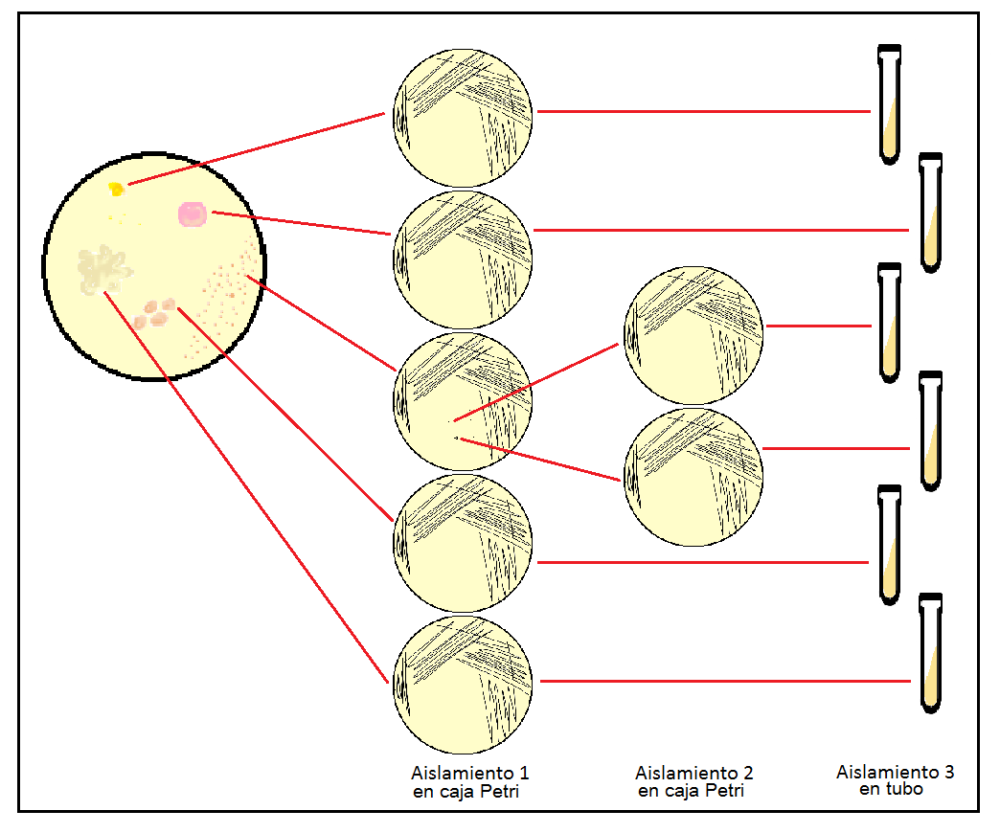 Aislamiento 1
en caja Petri
Aislamiento 2
en caja Petri
Aislamiento 3
en tubo